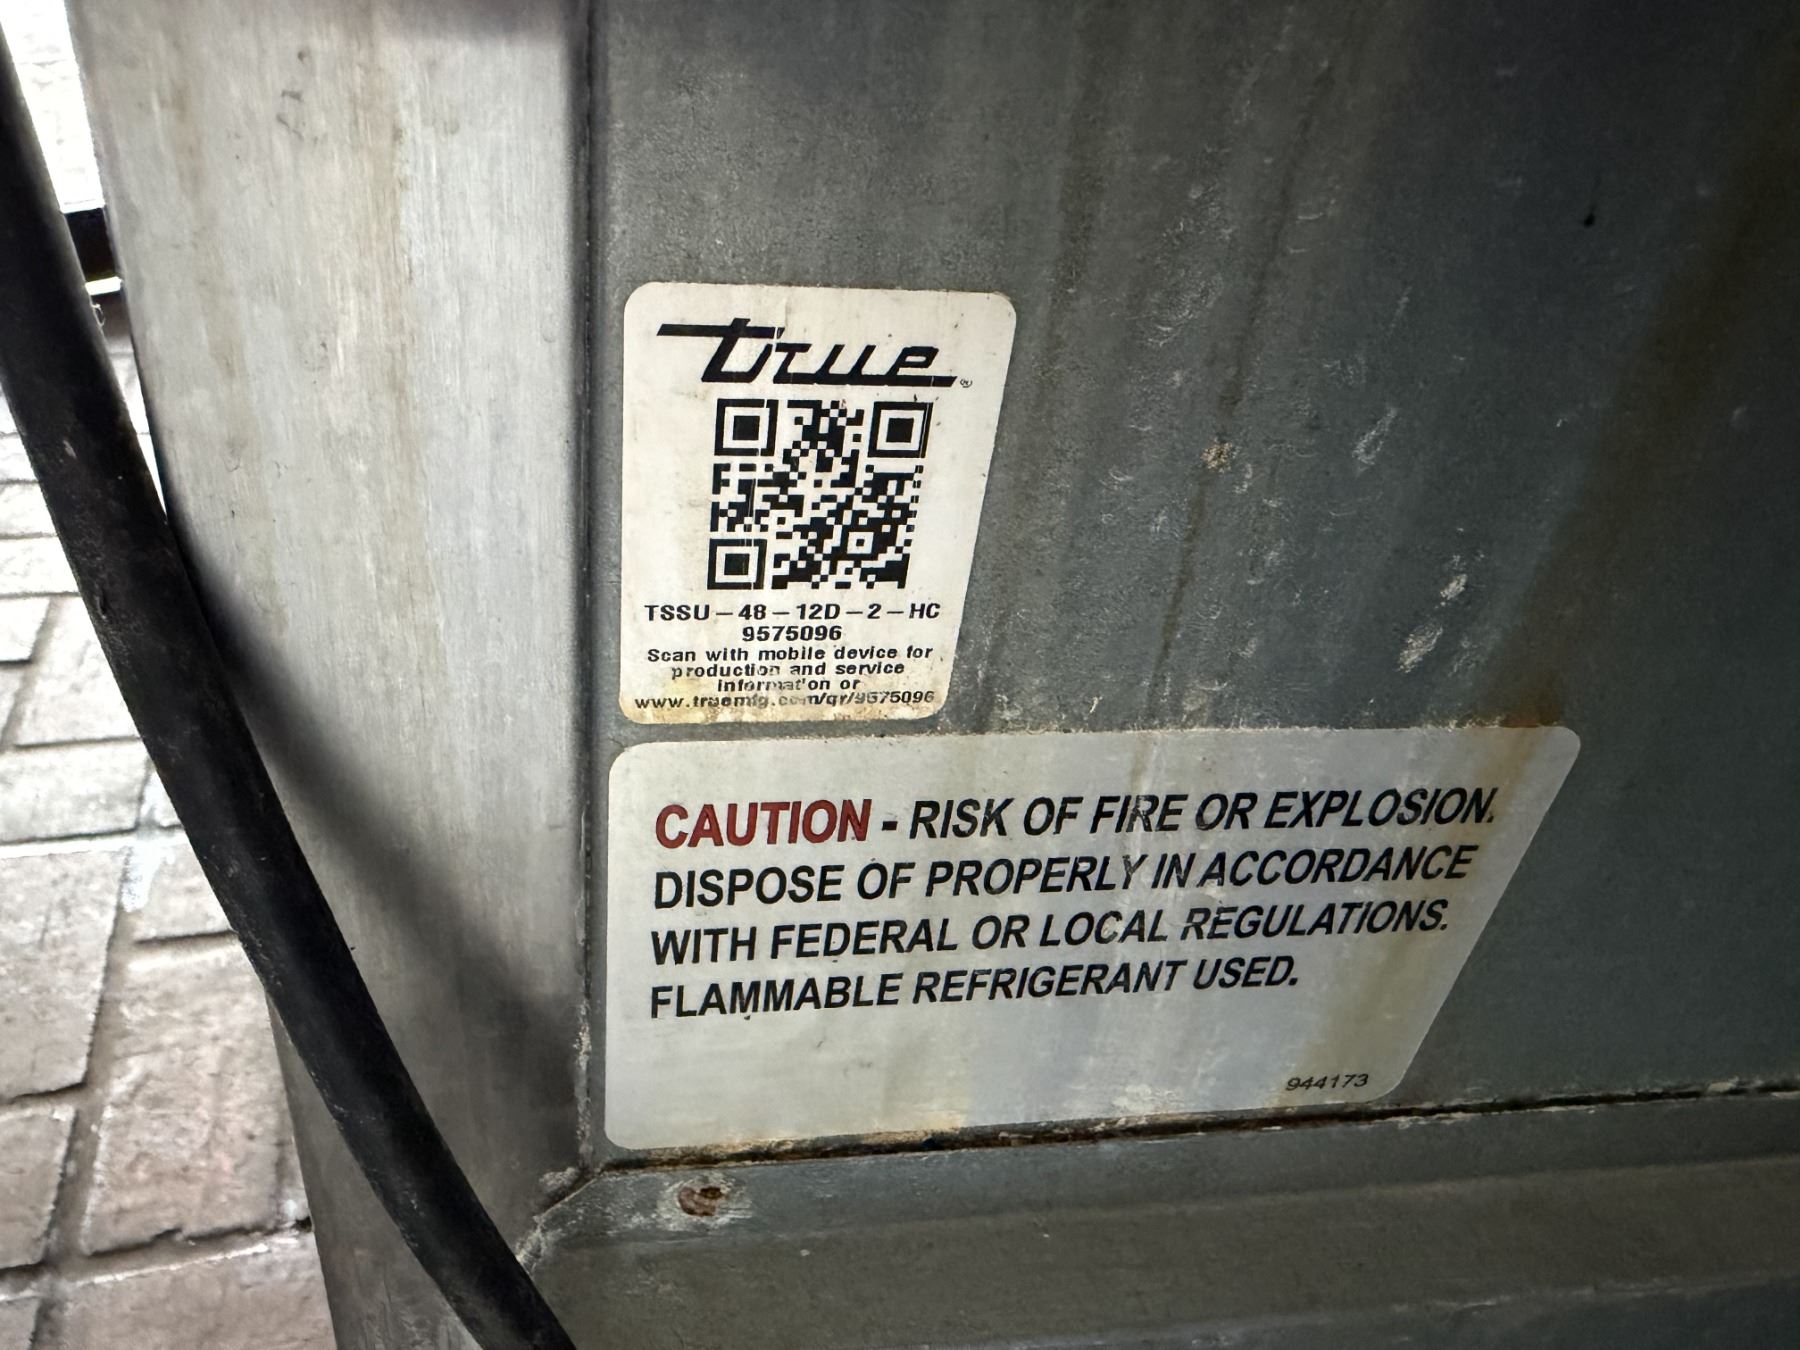 true®
TSSU-48-12D-2-HC
9575096
Scan with mobile device for
production and service
information or
www.truemfg.com/qr/9575096
CAUTION - RISK OF FIRE OR EXPLOSION.
DISPOSE OF PROPERLY IN ACCORDANCE
WITH FEDERAL OR LOCAL REGULATIONS.
FLAMMABLE REFRIGERANT USED.
944173